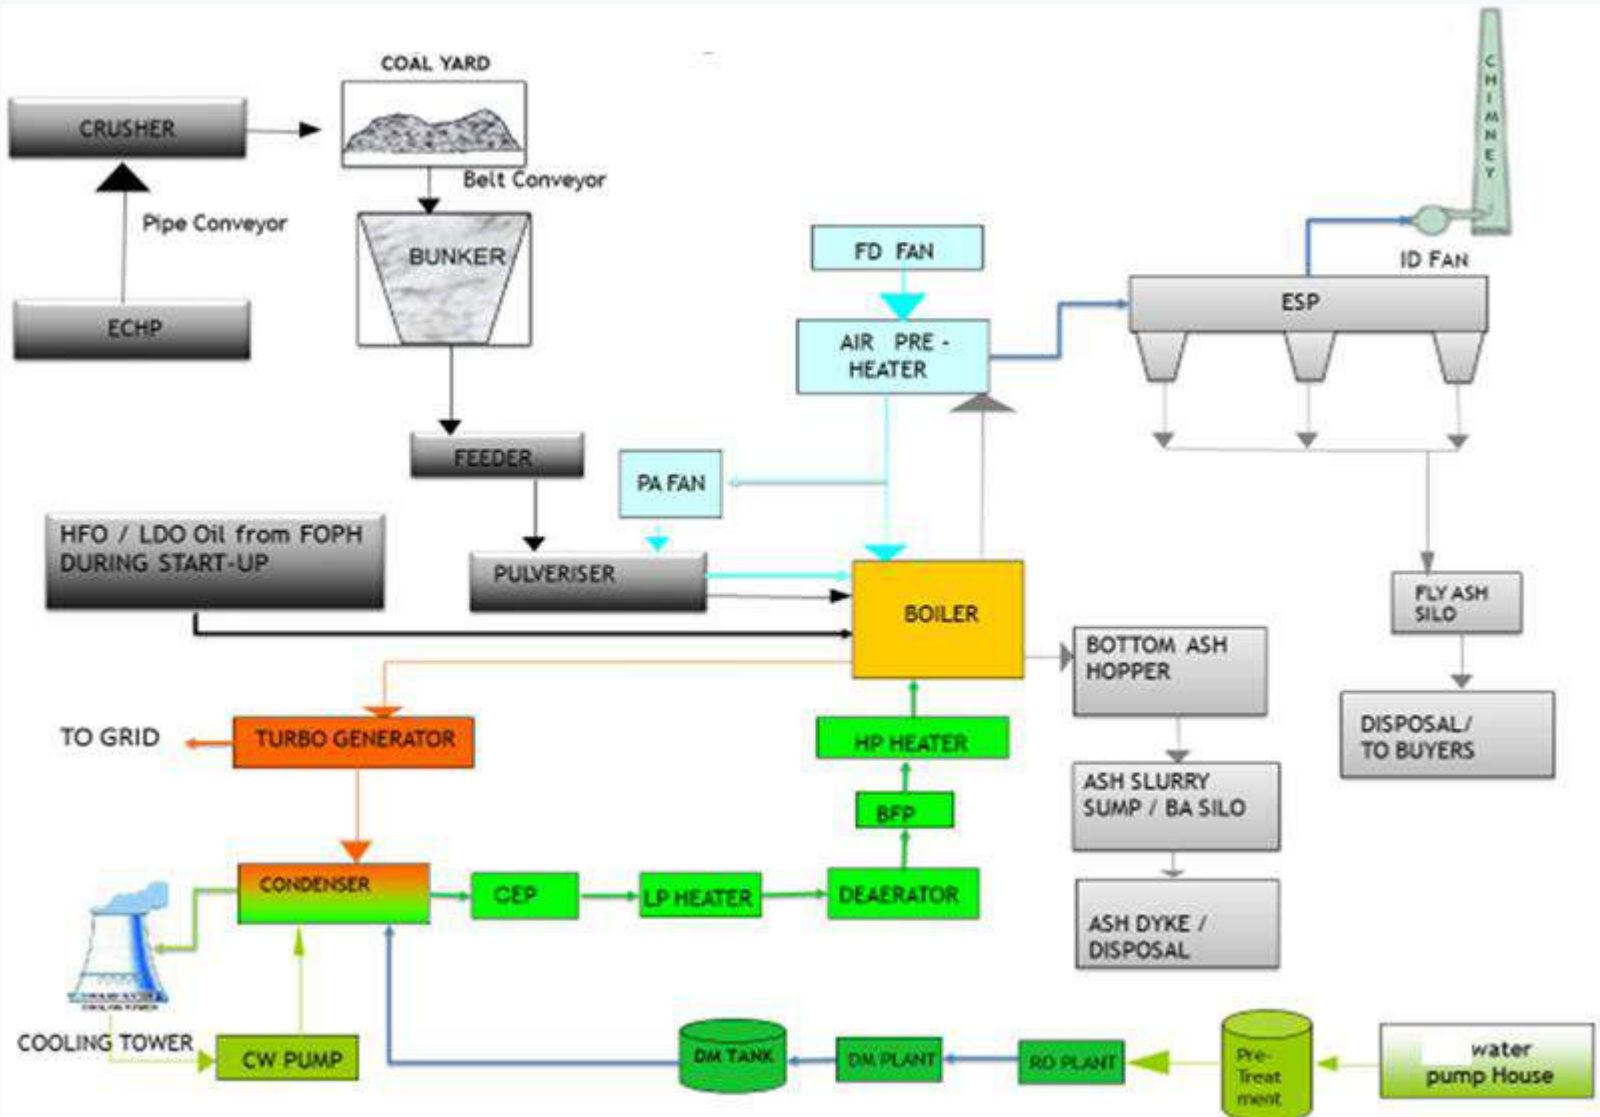 COAL YARD
CRUSHER
Belt Conveyor
Pipe Conveyor
BUNKER
ECHP
FEEDER
HFO / LDO Oil from FOPH
DURING START-UP
PULVERISER
PA FAN
FD FAN
AIR PRE -
HEATER
CHIMNEY
ID FAN
ESP
BOILER
FLY ASH
SILO
DISPOSAL/
TO BUYERS
BOTTOM ASH
HOPPER
ASH SLURRY
SUMP / BA SILO
ASH DYKE /
DISPOSAL
TO GRID
TURBO GENERATOR
HP HEATER
BFP
CONDENSER
CEP
LP HEATER
DEAERATOR
COOLING TOWER
CW PUMP
DM TANK
DM PLANT
RO PLANT
Pre-
Treat
ment
water
pump House